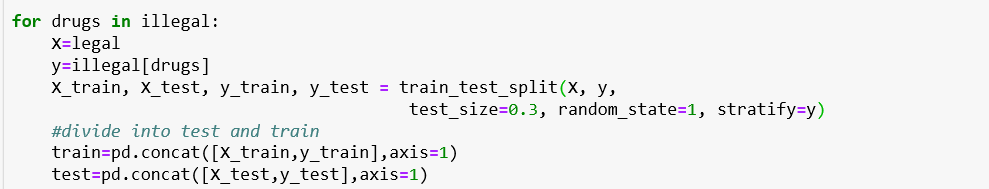 for drugs in illegal:
    X=legal
    y=illegal[drugs]
    X_train, X_test, y_train, y_test = train_test_split(X, y,
                                        test_size=0.3, random_state=1, stratify=y)
    #divide into test and train
    train=pd.concat([X_train,y_train],axis=1)
    test=pd.concat([X_test,y_test],axis=1)